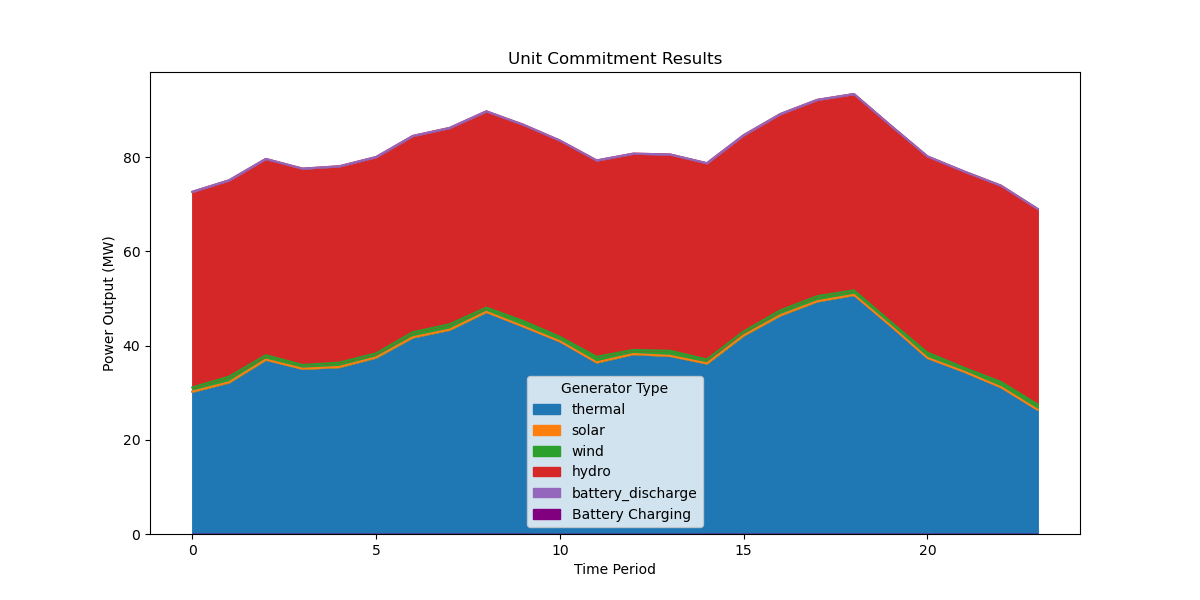 Unit Commitment Results
Power Output (MW)
80
60
40
20
0
Generator Type
thermal
solar
wind
hydro
battery_discharge
Battery Charging
0 5 10 15 20
Time Period